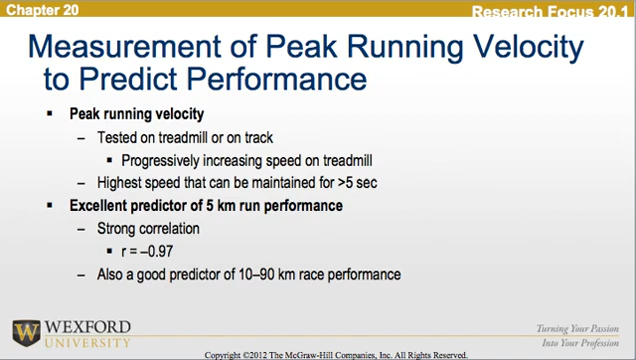 Chapter 20
Research Focus 20.1
Measurement of Peak Running Velocity
to Predict Performance
▪ Peak running velocity
– Tested on treadmill or on track
▪ Progressively increasing speed on treadmill
– Highest speed that can be maintained for >5 sec
▪ Excellent predictor of 5 km run performance
– Strong correlation
▪ r = –0.97
– Also a good predictor of 10–90 km race performance
W WEXFORD
UNIVERSITY
Turning Your Passion
Into Your Profession
Copyright ©2012 The McGraw-Hill Companies, Inc. All Rights Reserved.